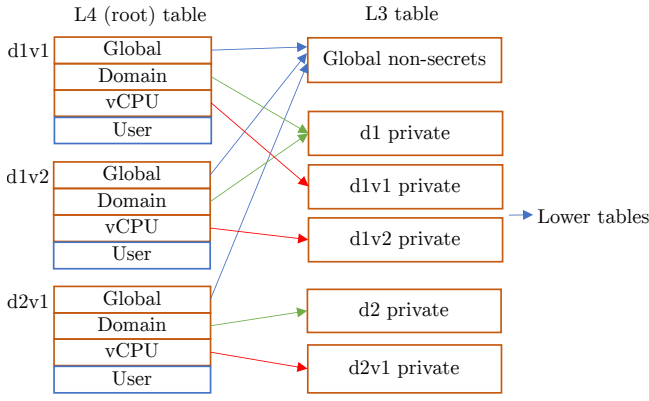 L4 (root) table
L3 table
d1v1
Global
Domain
vCPU
User
d1v2
Global
Domain
vCPU
User
d2v1
Global
Domain
vCPU
User
Global non-secrets
d1 private
d1v1 private
d1v2 private
d2 private
d2v1 private
Lower tables